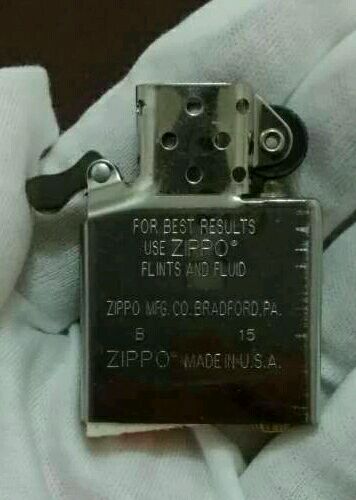 FOR BEST RESULTS
USE ZIPPO®
FLINTS AND FLUID
ZIPPO MFG. CO. BRADFORD, PA.
B 15
ZIPPO® MADE IN U.S.A.